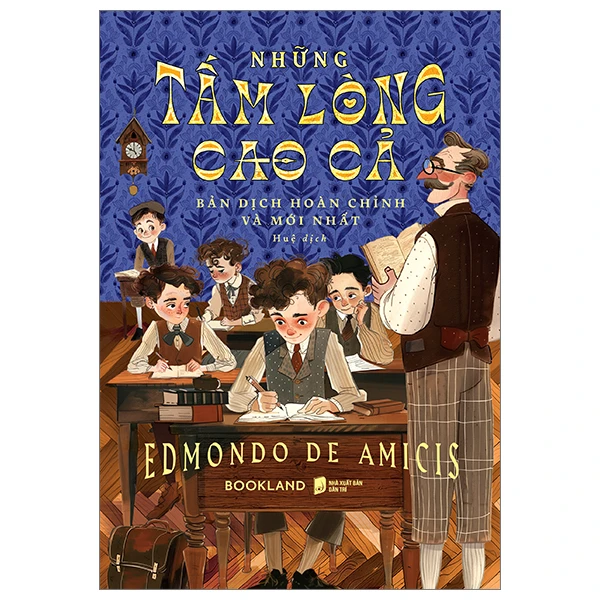 NHỮNG
TẤM LÒNG
CAO CẢ
BẢN DỊCH HOÀN CHỈNH
VÀ MỚI NHẤT
Huệ dịch
EDMONDO DE AMICIS
BOOKLAND
NHÀ XUẤT BẢN
DÂN TRÍ